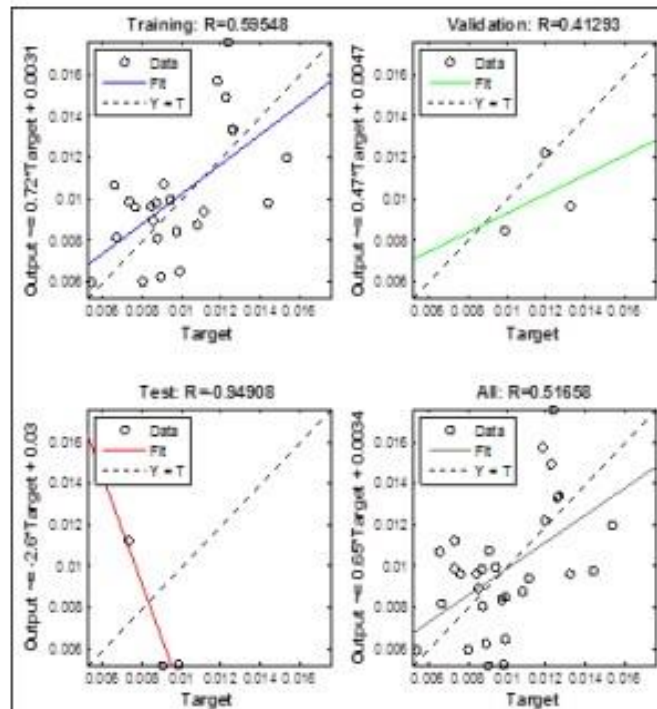 Training: R=0.59548
Output ~= 0.72*Target + 0.0031
0.016
0.014
0.012
0.01
0.008
0.006
Data
Fit
Y = T
0.006 0.008 0.01 0.012 0.014 0.016
Target
Validation: R=0.41293
Output ~= 0.47*Target + 0.0047
0.016
0.014
0.012
0.01
0.008
0.006
Data
Fit
Y = T
0.006 0.008 0.01 0.012 0.014 0.016
Target
Test: R=-0.94908
Output ~= -2.6*Target + 0.03
0.016
0.014
0.012
0.01
0.008
0.006
Data
Fit
Y = T
0.006 0.008 0.01 0.012 0.014 0.016
Target
All: R=0.51658
Output ~= 0.65*Target + 0.0034
0.016
0.014
0.012
0.01
0.008
0.006
Data
Fit
Y = T
0.006 0.008 0.01 0.012 0.014 0.016
Target